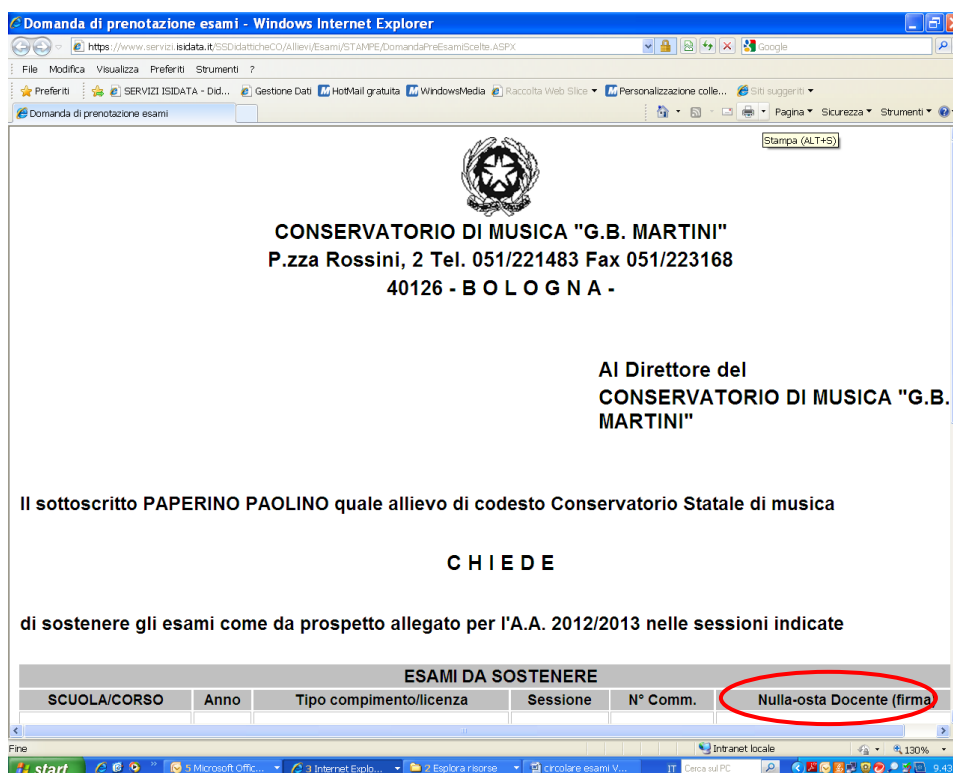 Domanda di prenotazione esami - Windows Internet Explorer
https://www.servizi.isidata.it/SSDidatticheCO/Allievi/Esami/STAMPE/DomandaPreEsamiScelte.ASPX
Google
File Modifica Visualizza Preferiti Strumenti ?
Preferiti SERVIZI ISIDATA - Did... Gestione Dati HotMail gratuita WindowsMedia Raccolta Web Slice Personalizzazione colle... Siti suggeriti
Domanda di prenotazione esami
Pagina Sicurezza Strumenti
Stampa (ALT+S)
CONSERVATORIO DI MUSICA "G.B. MARTINI"
P.zza Rossini, 2 Tel. 051/221483 Fax 051/223168
40126 - B O L O G N A -
Al Direttore del
CONSERVATORIO DI MUSICA "G.B.
MARTINI"
Il sottoscritto PAPERINO PAOLINO quale allievo di codesto Conservatorio Statale di musica
C H I E D E
di sostenere gli esami come da prospetto allegato per l'A.A. 2012/2013 nelle sessioni indicate
ESAMI DA SOSTENERE
SCUOLA/CORSO Anno Tipo compimento/licenza Sessione N° Comm. Nulla-osta Docente (firma)
Fine Intranet locale 130%
start 5 Microsoft Offic... 3 Internet Explo... 2 Esplora risorse circolare esami V... IT Cerca sul PC 9.43